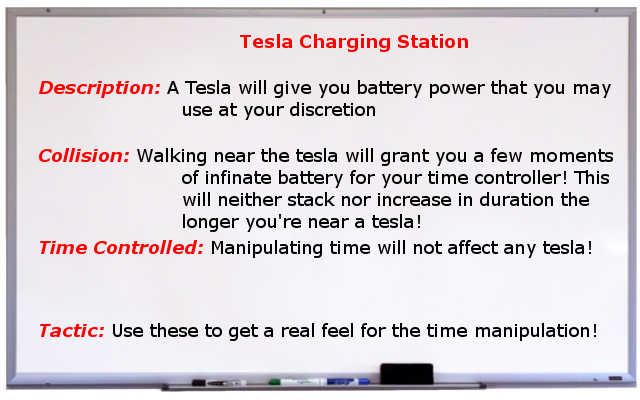 Tesla Charging Station
Description: A Tesla will give you battery power that you may
use at your discretion
Collision: Walking near the tesla will grant you a few moments
of infinate battery for your time controller! This
will neither stack nor increase in duration the
longer you're near a tesla!
Time Controlled: Manipulating time will not affect any tesla!
Tactic: Use these to get a real feel for the time manipulation!